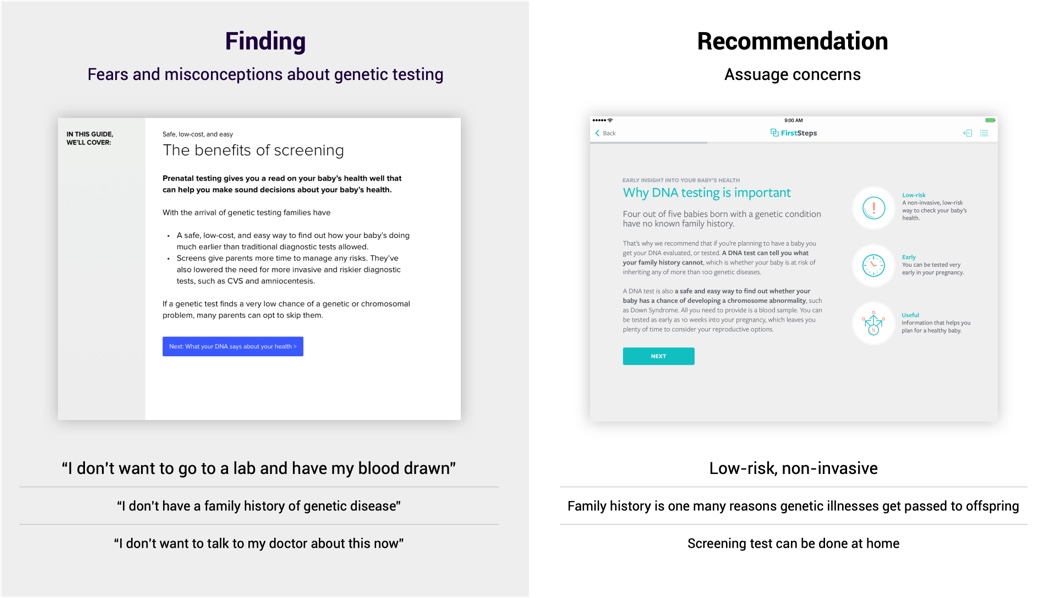 Finding
Fears and misconceptions about genetic testing
IN THIS GUIDE,
WE'LL COVER:
Safe, low-cost, and easy
The benefits of screening
Prenatal testing gives you a read on your baby's health well that
can help you make sound decisions about your baby's health.
With the arrival of genetic testing families have
• A safe, low-cost, and easy way to find out how your baby's doing
much earlier than traditional diagnostic tests allowed.
• Screens give parents more time to manage any risks. They've
also lowered the need for more invasive and riskier diagnostic
tests, such as CVS and amniocentesis.
If a genetic test finds a very low chance of a genetic or chromosomal
problem, many parents can opt to skip them.
Next: What your DNA says about your health >
“I don't want to go to a lab and have my blood drawn”
“I don't have a family history of genetic disease”
“I don't want to talk to my doctor about this now”
Recommendation
Assuage concerns
9:00 AM
Back
FirstSteps
EARLY INSIGHT INTO YOUR BABY'S HEALTH
Why DNA testing is important
Four out of five babies born with a genetic condition
have no known family history.
That's why we recommend that if you're planning to have a baby you
get your DNA evaluated, or tested. A DNA test can tell you what
your family history cannot, which is whether your baby is at risk of
inheriting any of more than 100 genetic diseases.
A DNA test is also a safe and easy way to find out whether your
baby has a chance of developing a chromosome abnormality, such
as Down Syndrome. All you need to provide is a blood sample. You can
be tested as early as 10 weeks into your pregnancy, which leaves you
plenty of time to consider your reproductive options.
NEXT
Low-risk
A non-invasive, low-risk
way to check your baby's
health.
Early
You can be tested very
early in your pregnancy.
Useful
Information that helps you
plan for a healthy baby.
Low-risk, non-invasive
Family history is one many reasons genetic illnesses get passed to offspring
Screening test can be done at home